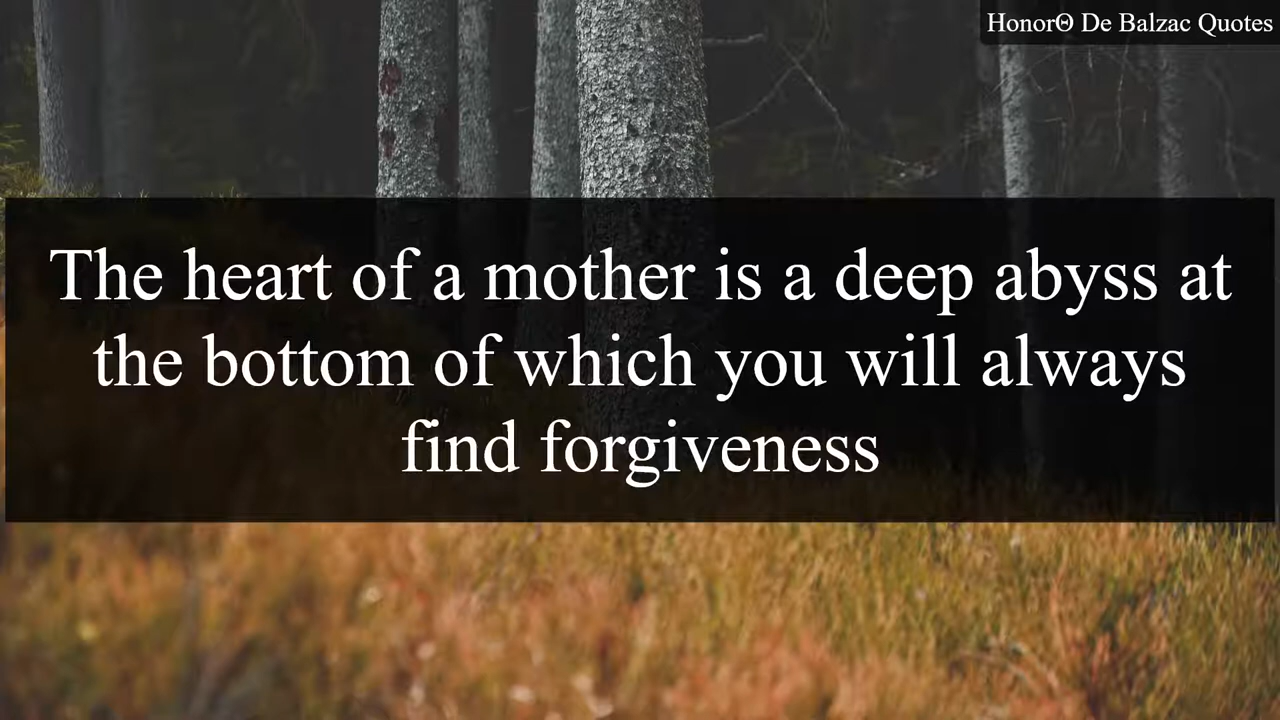 HonorΘ De Balzac Quotes
The heart of a mother is a deep abyss at
the bottom of which you will always
find forgiveness